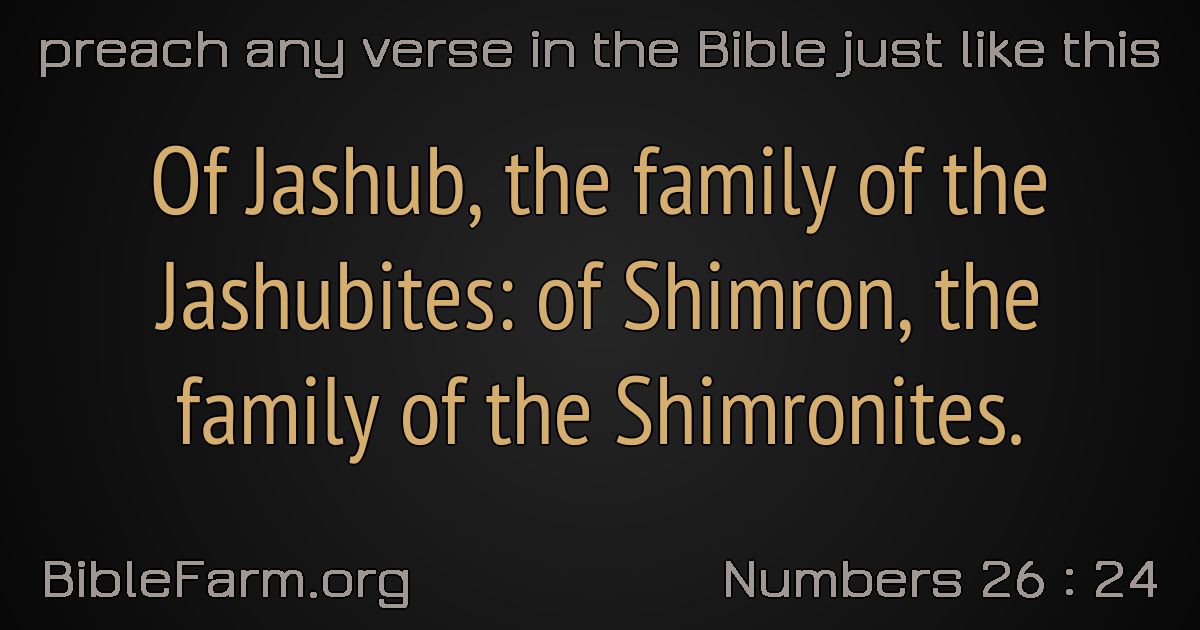 preach any verse in the Bible just like this
Of Jashub, the family of the
Jashubites: of Shimron, the
family of the Shimronites.
BibleFarm.org
Numbers 26 : 24